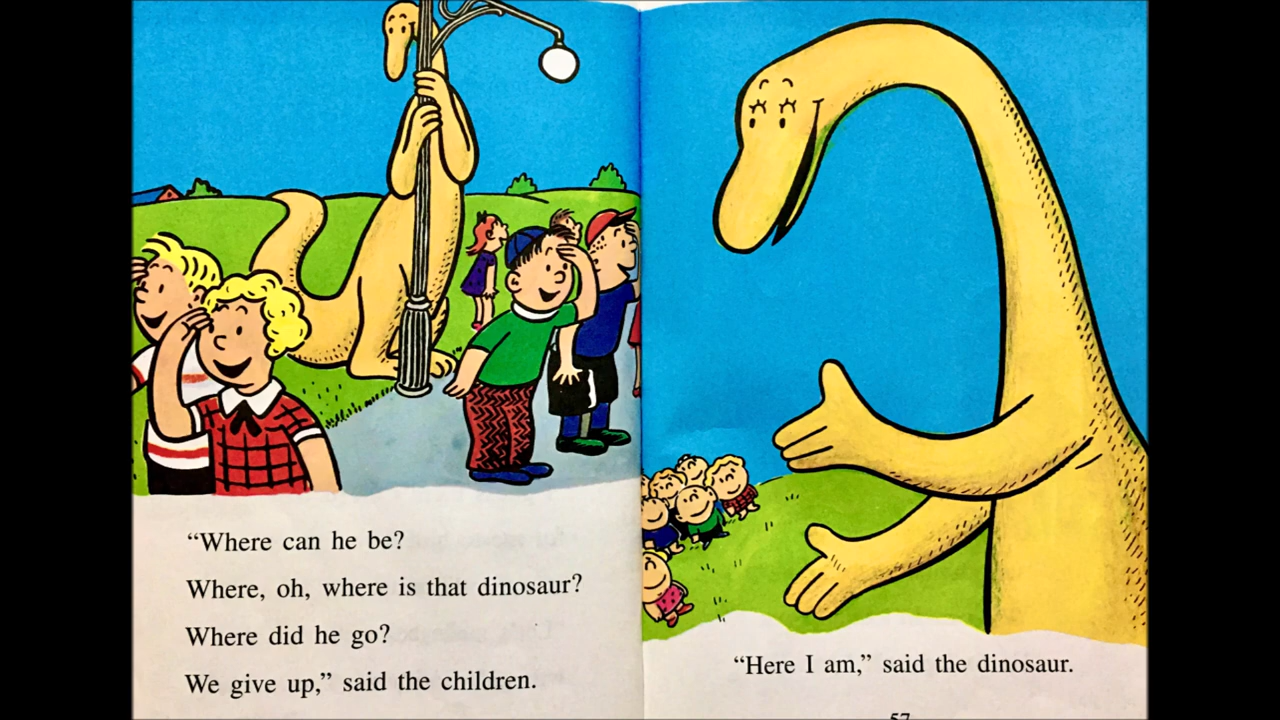 “Where can he be?
Where, oh, where is that dinosaur?
Where did he go?
We give up,” said the children.
“Here I am,” said the dinosaur.
57